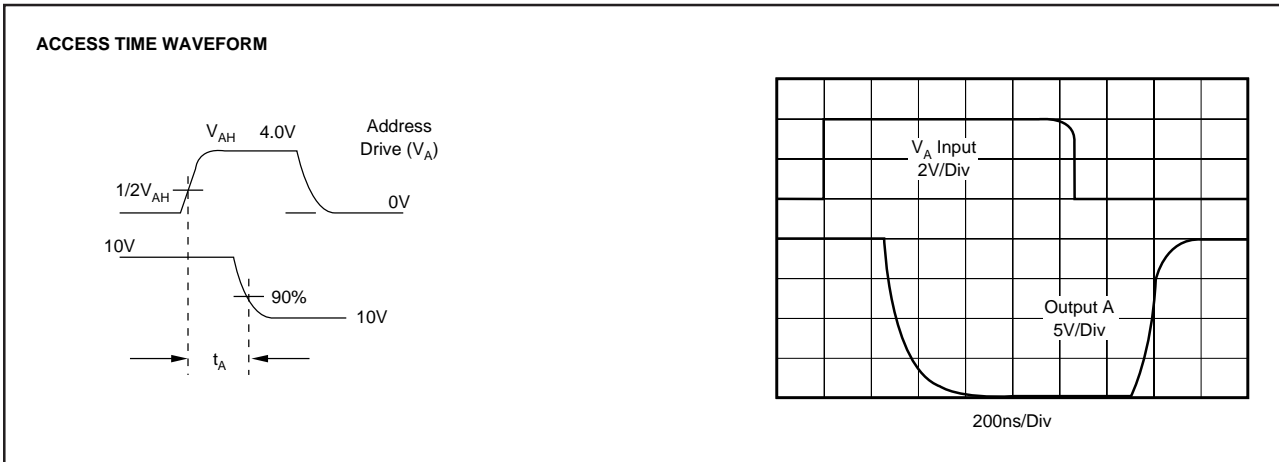 ACCESS TIME WAVEFORM
V_AH 4.0V
Address
Drive (V_A)
1/2V_AH
0V
10V
90%
10V
t_A
V_A Input
2V/Div
Output A
5V/Div
200ns/Div